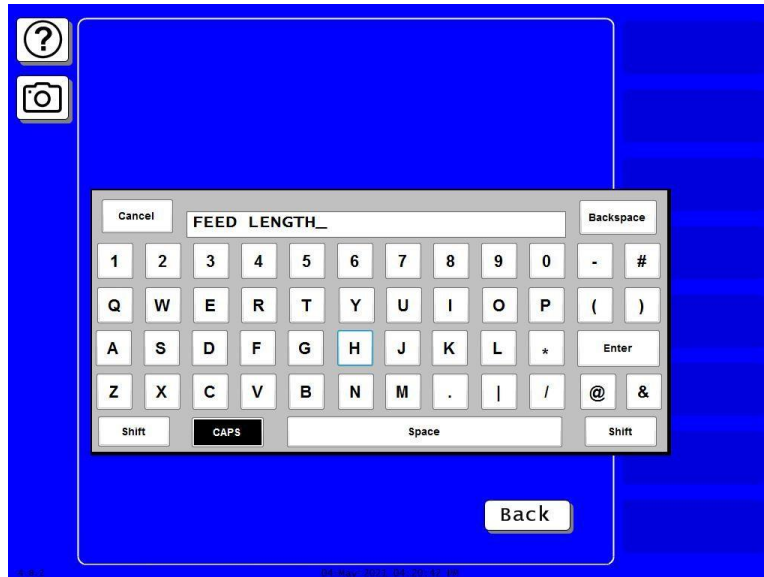 ?
Cancel
FEED LENGTH_
Backspace
1 2 3 4 5 6 7 8 9 0 - #
Q W E R T Y U I O P ( )
A S D F G H J K L * Enter
Z X C V B N M . | / @ &
Shift CAPS Space Shift
Back